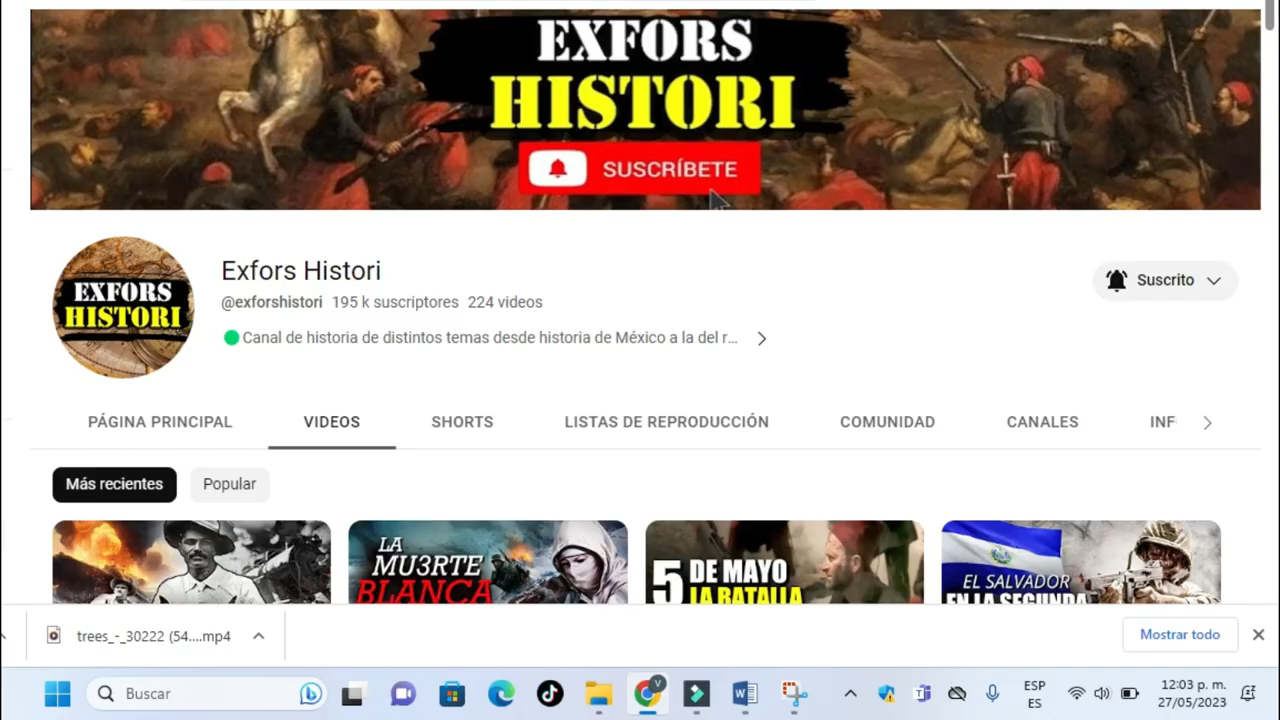 EXFORS
HISTORI
SUSCRÍBETE
EXFORS
HISTORI
Exfors Histori
@exforshistori 195 k suscriptores 224 videos
Canal de historia de distintos temas desde historia de México a la del r...
Suscrito
PÁGINA PRINCIPAL VIDEOS SHORTS LISTAS DE REPRODUCCIÓN COMUNIDAD CANALES INF
Más recientes Popular
LA
MU3RTE
BLANCA
5 DE MAYO
LA BATALLA
EL SALVADOR
EN LA SEGUNDA
trees_-_30222 (54....mp4
Mostrar todo
Buscar
V
ESP
ES
12:03 p. m.
27/05/2023